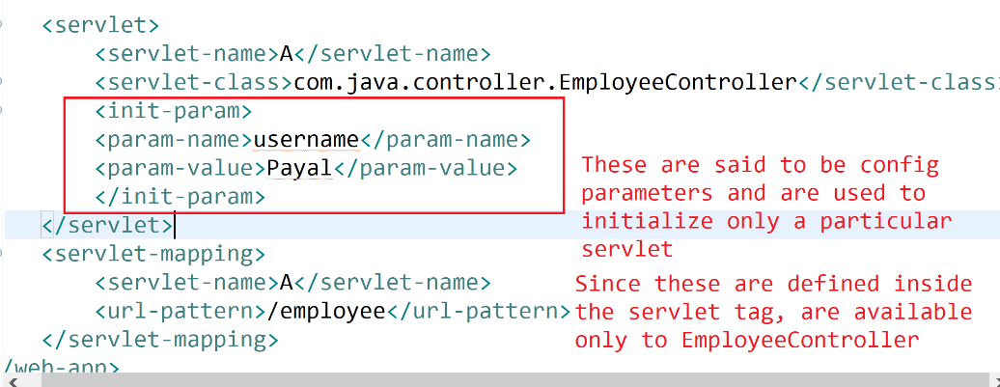 <servlet>
<servlet-name>A</servlet-name>
<servlet-class>com.java.controller.EmployeeController</servlet-class
<init-param>
<param-name>username</param-name>
<param-value>Payal</param-value>
</init-param>
</servlet>
<servlet-mapping>
<servlet-name>A</servlet-name>
<url-pattern>/employee</url-pattern>
</servlet-mapping>
/web-app>
These are said to be config
parameters and are used to
initialize only a particular
servlet
Since these are defined inside
the servlet tag, are available
only to EmployeeController